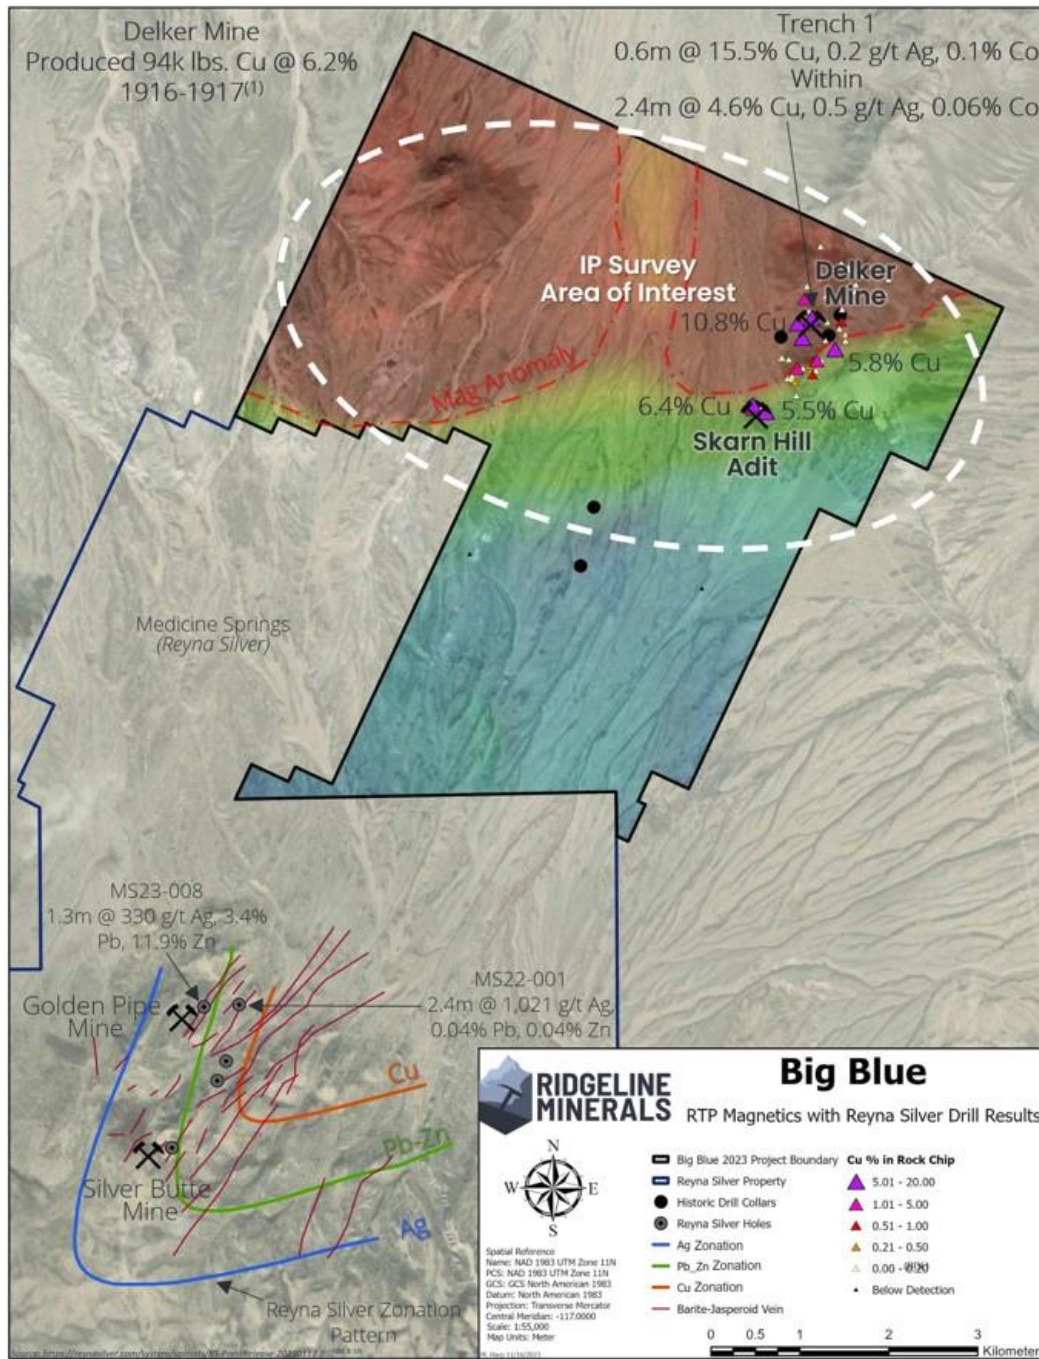 Delker Mine
Produced 94k lbs. Cu @ 6.2%
1916-1917(1)
Trench 1
0.6m @ 15.5% Cu, 0.2 g/t Ag, 0.1% Co
Within
2.4m @ 4.6% Cu, 0.5 g/t Ag, 0.06% Co
IP Survey
Area of Interest
Delker
Mine
10.8% Cu
5.8% Cu
Mag Anomaly
6.4% Cu
5.5% Cu
Skarn Hill
Adit
Medicine Springs
(Reyna Silver)
MS23-008
1.3m @ 330 g/t Ag, 3.4%
Pb, 11.9% Zn
MS22-001
2.4m @ 1,021 g/t Ag,
0.04% Pb, 0.04% Zn
Golden Pipe
Mine
Cu
Pb-Zn
Silver Butte
Mine
Ag
Reyna Silver Zonation
Pattern
RIDGELINE
MINERALS
Big Blue
RTP Magnetics with Reyna Silver Drill Results
N
W E
S
Big Blue 2023 Project Boundary
Reyna Silver Property
Historic Drill Collars
Reyna Silver Holes
Ag Zonation
Pb_Zn Zonation
Cu Zonation
Barite-Jasperoid Vein
Cu % in Rock Chip
5.01 - 20.00
1.01 - 5.00
0.51 - 1.00
0.21 - 0.50
0.00 - 0.20
Below Detection
Spatial Reference
Name: NAD 1983 UTM Zone 11N
PCS: NAD 1983 UTM Zone 11N
GCS: GCS North American 1983
Datum: North American 1983
Projection: Transverse Mercator
Central Meridian: -117.0000
Scale: 1:55,000
Map Units: Meter
0 0.5 1 2 3
Kilometer